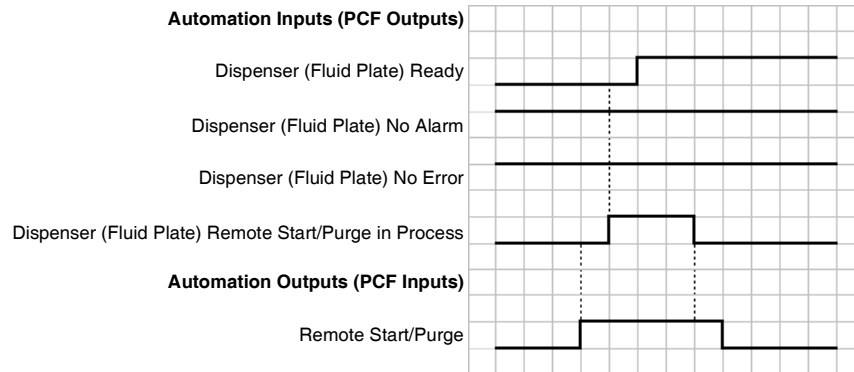 Automation Inputs (PCF Outputs)
Dispenser (Fluid Plate) Ready
Dispenser (Fluid Plate) No Alarm
Dispenser (Fluid Plate) No Error
Dispenser (Fluid Plate) Remote Start/Purge in Process
Automation Outputs (PCF Inputs)
Remote Start/Purge